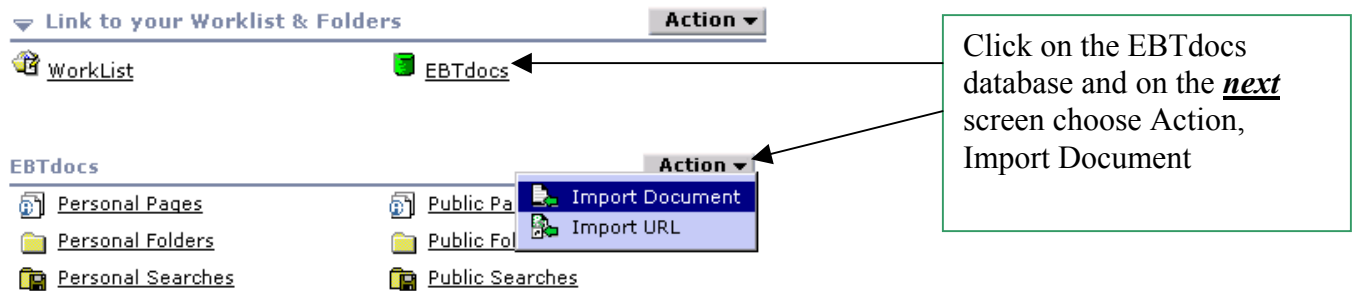 Link to your Worklist & Folders Action
WorkList EBTdocs
Click on the EBTdocs
database and on the next
screen choose Action,
Import Document
EBTdocs Action
Personal Pages Public Pa
Import Document
Personal Folders Public Fol
Import URL
Personal Searches Public Searches